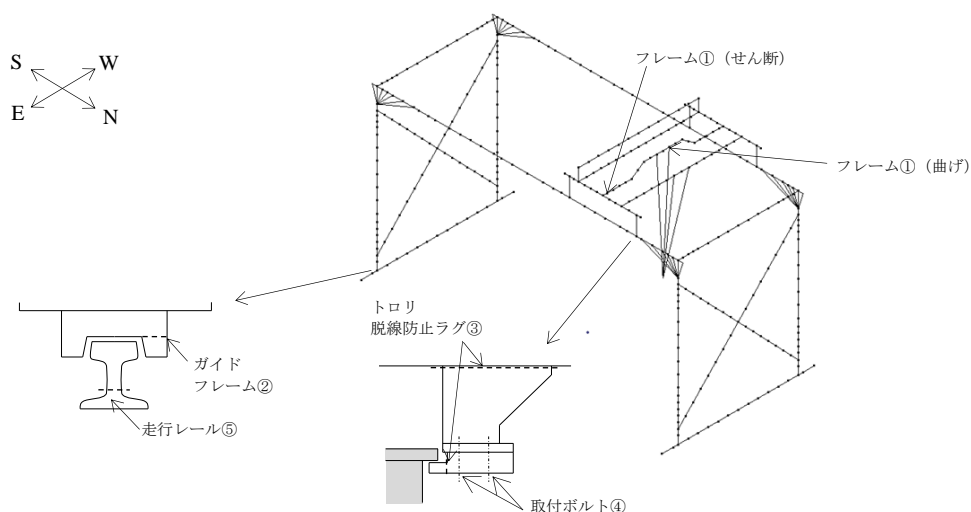 S
W
E
N
フレーム①（せん断）
フレーム①（曲げ）
トロリ
脱線防止ラグ③
ガイド
フレーム②
走行レール⑤
取付ボルト④